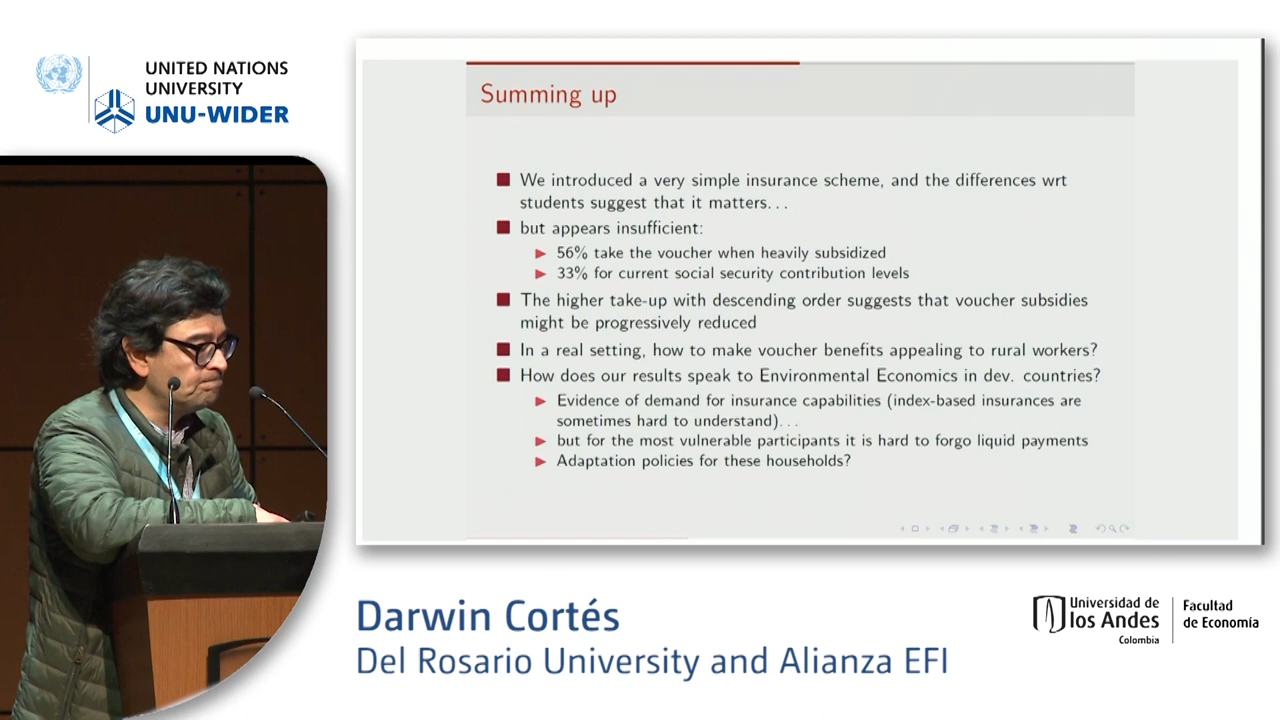 UNITED NATIONS
UNIVERSITY
UNU-WIDER
Summing up
We introduced a very simple insurance scheme, and the differences wrt
students suggest that it matters...
but appears insufficient:
56% take the voucher when heavily subsidized
33% for current social security contribution levels
The higher take-up with descending order suggests that voucher subsidies
might be progressively reduced
In a real setting, how to make voucher benefits appealing to rural workers?
How does our results speak to Environmental Economics in dev. countries?
Evidence of demand for insurance capabilities (index-based insurances are
sometimes hard to understand)...
but for the most vulnerable participants it is hard to forgo liquid payments
Adaptation policies for these households?
Darwin Cortés
Del Rosario University and Alianza EFI
Universidad de
los Andes
Colombia
Facultad
de Economía